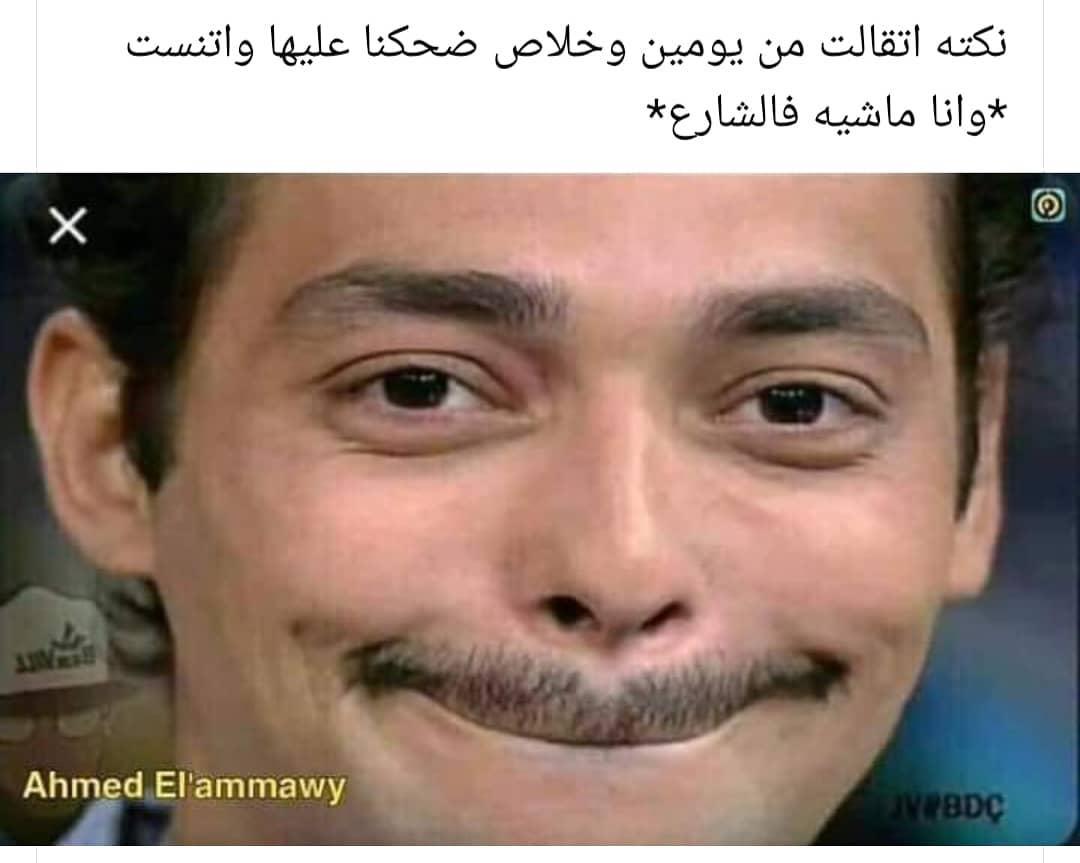 نكته اتقالت من يومين وخلاص ضحكنا عليها واتنست
*وانا ماشيه فالشارع*
Ahmed El'ammawy